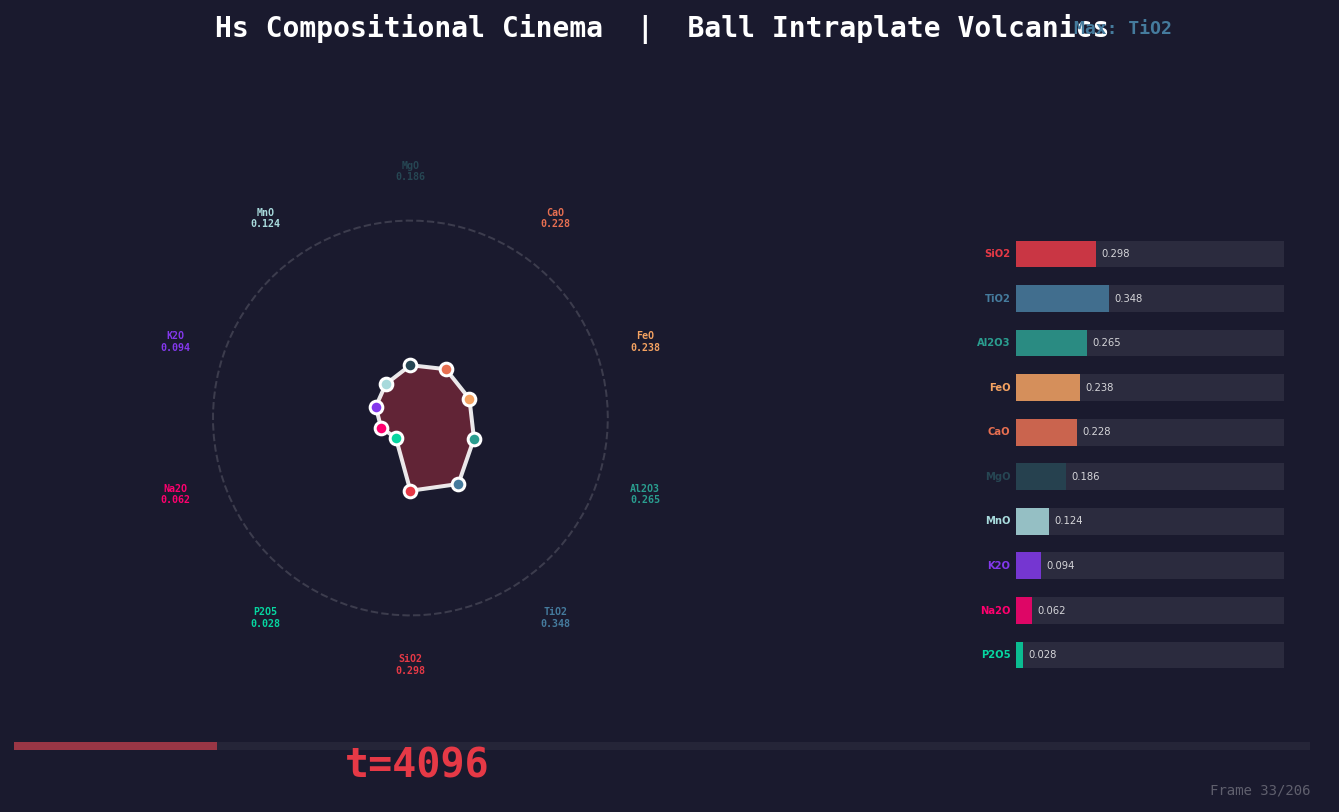 Hs Compositional Cinema | Ball Intraplate Volcanics
Max: TiO2
MgO
0.186
MnO
0.124
CaO
0.228
K2O
0.094
FeO
0.238
Na2O
0.062
Al2O3
0.265
P2O5
0.028
TiO2
0.348
SiO2
0.298
SiO2 0.298
TiO2 0.348
Al2O3 0.265
FeO 0.238
CaO 0.228
MgO 0.186
MnO 0.124
K2O 0.094
Na2O 0.062
P2O5 0.028
t=4096
Frame 33/206